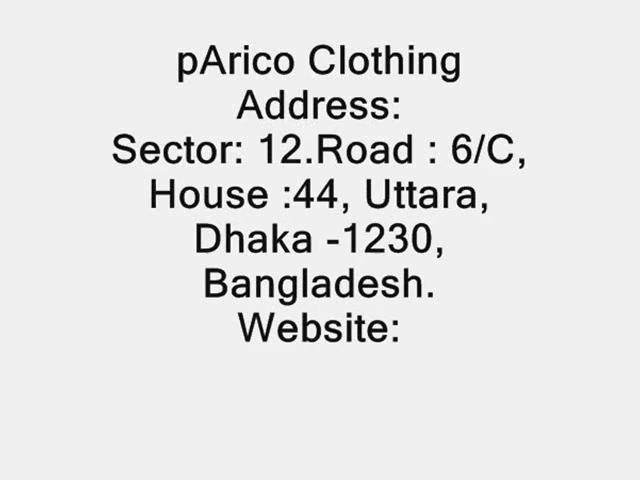 pArico Clothing
Address:
Sector: 12.Road : 6/C,
House :44, Uttara,
Dhaka -1230,
Bangladesh.
Website: